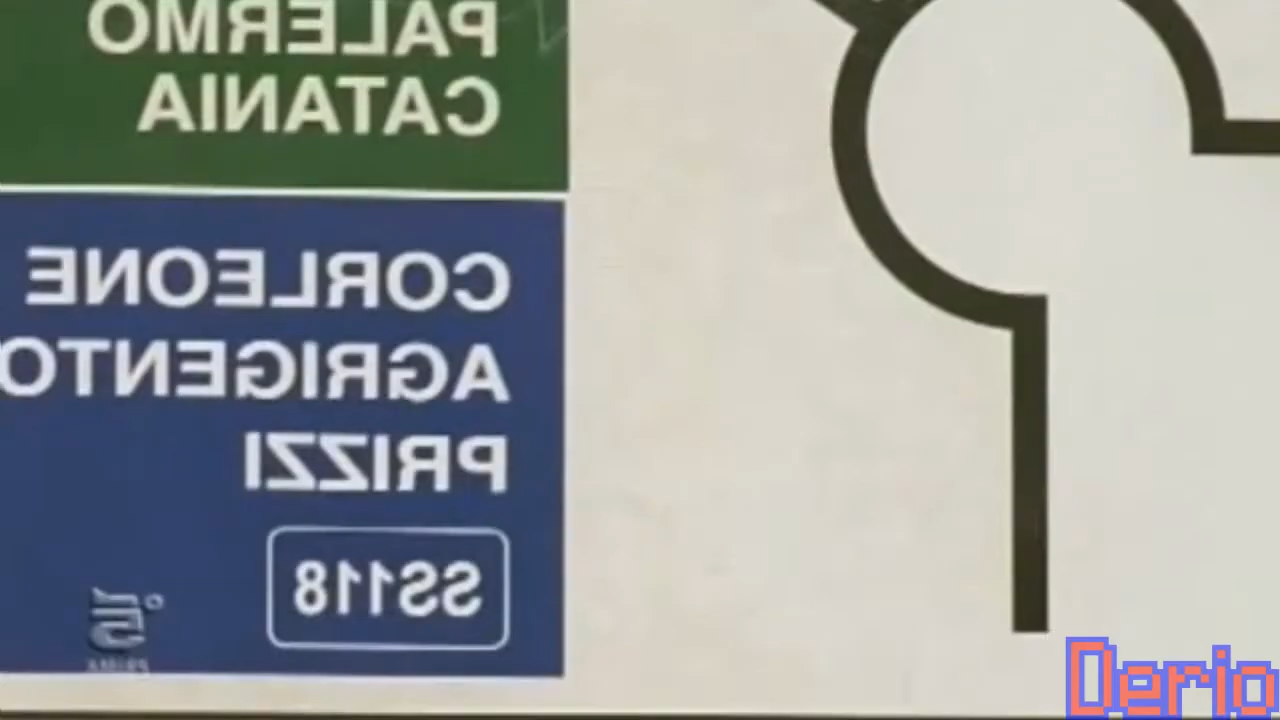 PALERMO
CATANIA
CORLEONE
AGRIGENTO
PRIZZI
SS118
Derio